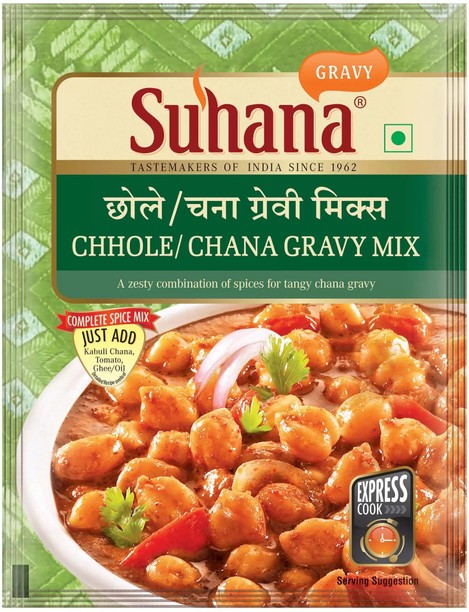 GRAVY
Suhana®
TASTEMAKERS OF INDIA SINCE 1962
छोले/चना ग्रेवी मिक्स
CHHOLE/ CHANA GRAVY MIX
A zesty combination of spices for tangy chana gravy
COMPLETE SPICE MIX
JUST ADD
Kabuli Chana,
Tomato,
Ghee/Oil
EXPRESS
COOK
Serving Suggestion